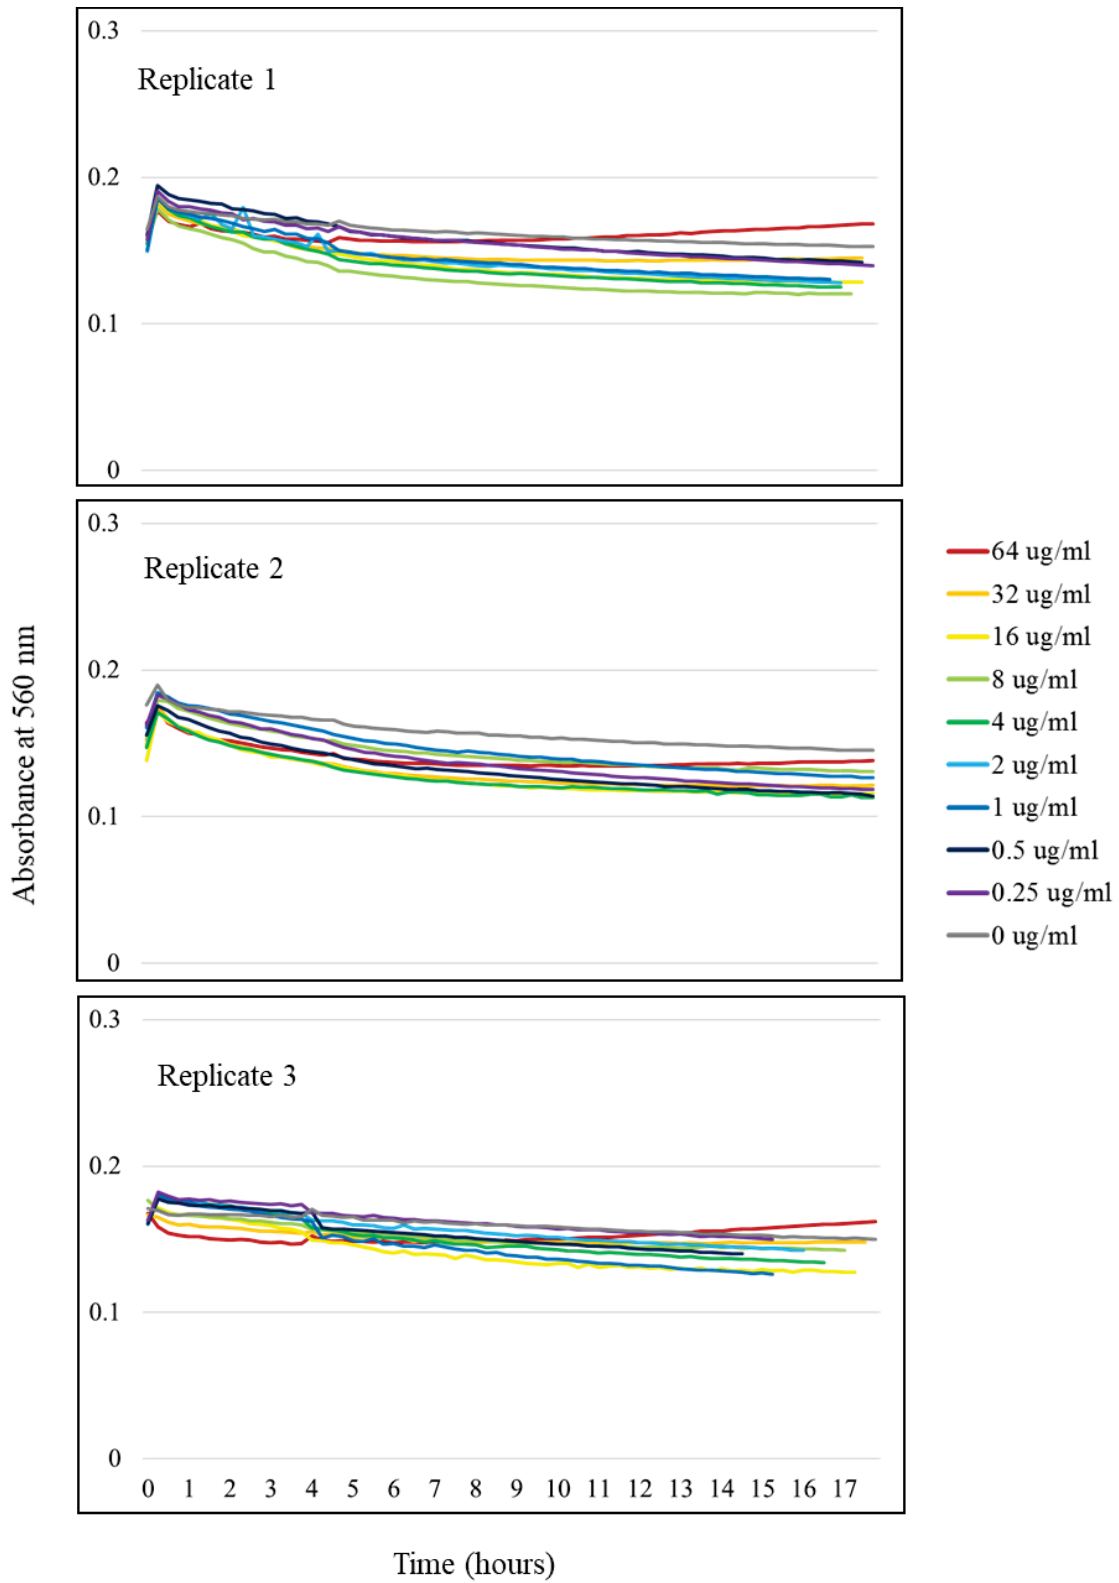 0.3
Replicate 1
0.2
0.1
0
0.3
Replicate 2
0.2
0.1
0
0.3
Replicate 3
0.2
0.1
0
0 1 2 3 4 5 6 7 8 9 10 11 12 13 14 15 16 17
Time (hours)
Absorbance at 560 nm
64 ug/ml
32 ug/ml
16 ug/ml
8 ug/ml
4 ug/ml
2 ug/ml
1 ug/ml
0.5 ug/ml
0.25 ug/ml
0 ug/ml